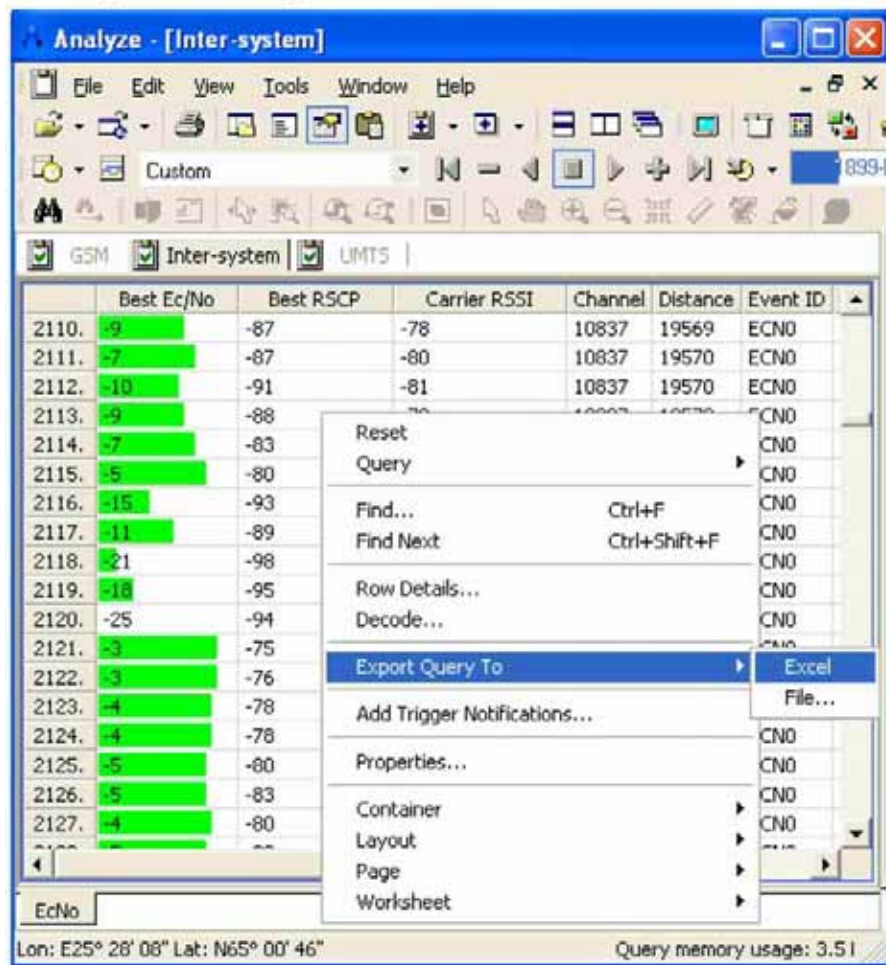 Analyze - [Inter-system]
File Edit View Tools Window Help
Custom
1899-
GSM Inter-system UMTS
Best Ec/No Best RSCP Carrier RSSI Channel Distance Event ID
2110. -9 -87 -78 10837 19569 ECN0
2111. -7 -87 -80 10837 19570 ECN0
2112. -10 -91 -81 10837 19570 ECN0
2113. -9 -88
2114. -7 -83 CN0
2115. -5 -80 CN0
2116. -15 -93 CN0
2117. -11 -89 CN0
2118. -21 -98 CN0
2119. -18 -95 CN0
2120. -25 -94 CN0
2121. -3 -75
2122. -3 -76
2123. -4 -78
2124. -4 -78 CN0
2125. -5 -80 CN0
2126. -5 -83 CN0
2127. -4 -80 CN0
Reset
Query
Find... Ctrl+F
Find Next Ctrl+Shift+F
Row Details...
Decode...
Export Query To
Excel
File...
Add Trigger Notifications...
Properties...
Container
Layout
Page
Worksheet
EcNo
Lon: E25° 28' 08" Lat: N65° 00' 46" Query memory usage: 3.5